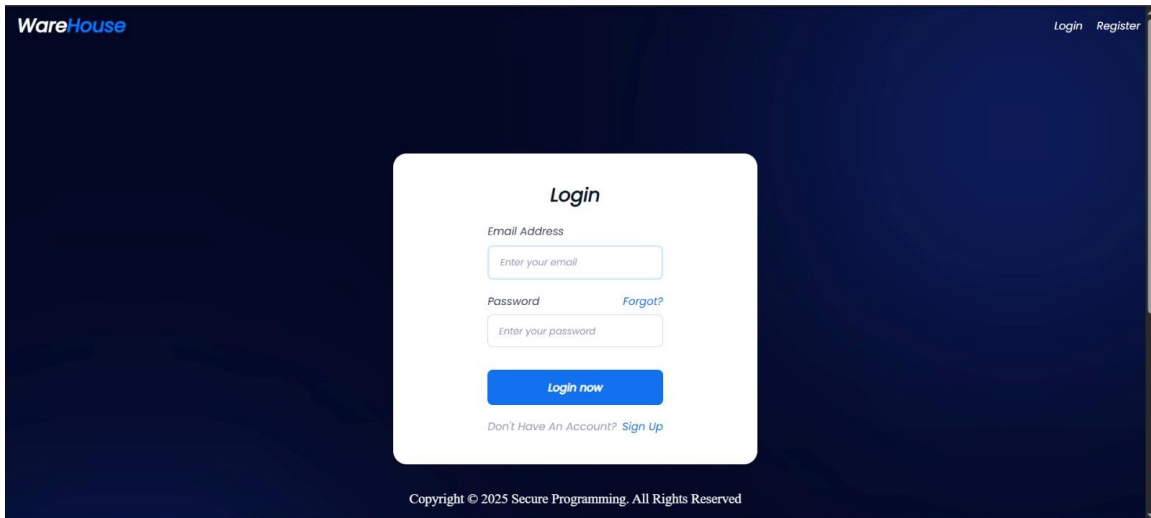 WareHouse
Login Register
Login
Email Address
Enter your email
Password Forgot?
Enter your password
Login now
Don't Have An Account? Sign Up
Copyright © 2025 Secure Programming. All Rights Reserved